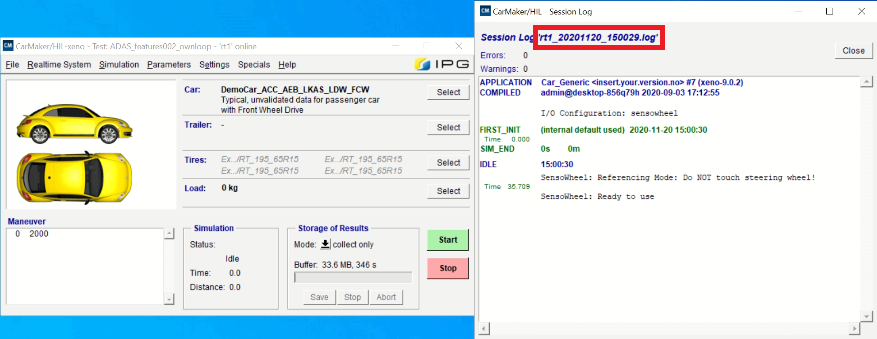 CarMaker/HIL -xeno - Test: ADAS_features002_ownloop - 'rt1' online
File Realtime System Simulation Parameters Settings Specials Help
IPG
Car: DemoCar_ACC_AEB_LKAS_LDW_FCW Select
Typical, unvalidated data for passenger car
with Front Wheel Drive
Trailer: - Select
Tires: Ex.../RT_195_65R15 Ex.../RT_195_65R15 Select
Ex.../RT_195_65R15 Ex.../RT_195_65R15
Load: 0 kg Select
Maneuver
0 2000
Simulation
Status:
Idle
Time: 0.0
Distance: 0.0
Storage of Results
Mode: collect only
Buffer: 33.6 MB, 346 s
Save Stop Abort
Start
Stop
CM CarMaker/HIL - Session Log
Session Log 'rt1_20201120_150029.log'
Errors: 0
Warnings: 0
Close
APPLICATION Car_Generic <insert.your.version.no> #7 (xeno-9.0.2)
COMPILED admin@desktop-856q79h 2020-09-03 17:12:55
I/O Configuration: sensowheel
FIRST_INIT (internal default used) 2020-11-20 15:00:30
Time 0.000
SIM_END 0s 0m
IDLE 15:00:30
SensoWheel: Referencing Mode: Do NOT touch steering wheel!
Time 36.709
SensoWheel: Ready to use